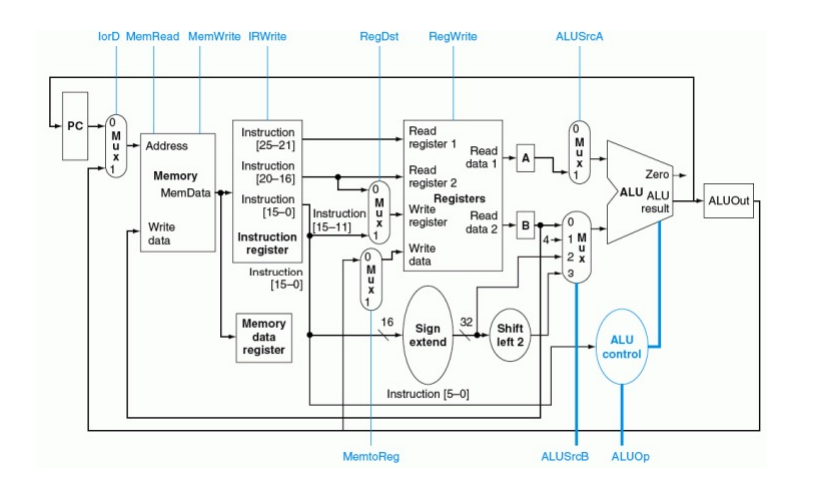 IorD MemRead MemWrite IRWrite RegDst RegWrite ALUSrcA
PC
0
M
u
x
1
Address
Memory
MemData
Write
data
Instruction
[25–21]
Instruction
[20–16]
Instruction
[15–0]
Instruction
register
Instruction
[15–0]
Instruction
[15–11]
Memory
data
register
0
M
u
x
1
0
M
u
x
1
Read
register 1
Read
register 2
Registers
Write
register
Write
data
Read
data 1
Read
data 2
A
B
4
0
M
u
x
1
0
1 M
u
2 x
3
Zero
ALU ALU
result
ALUOut
16
Sign
extend
32
Shift
left 2
ALU
control
Instruction [5–0]
MemtoReg ALUSrcB ALUOp